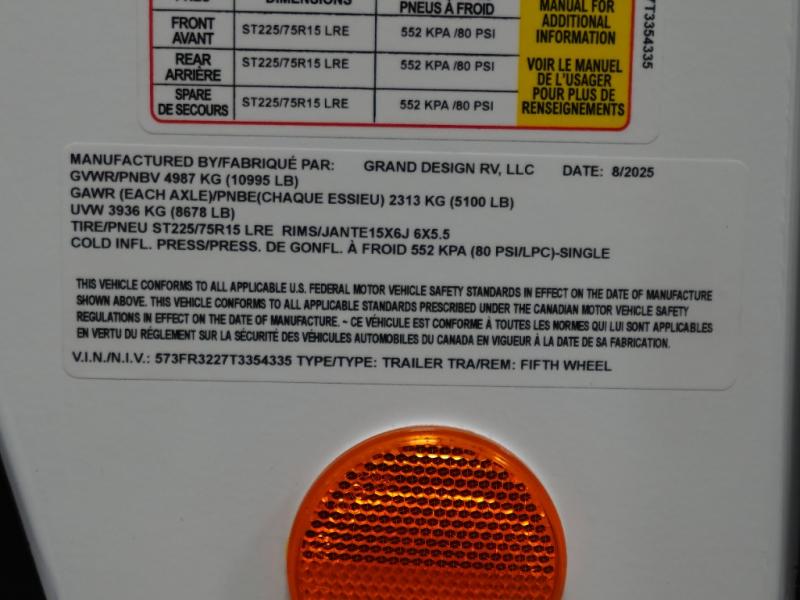 DIMENSIONS
PNEUS À FROID
MANUAL FOR
ADDITIONAL
INFORMATION
FRONT
AVANT
ST225/75R15 LRE
552 KPA /80 PSI
REAR
ARRIÈRE
ST225/75R15 LRE
552 KPA /80 PSI
VOIR LE MANUEL
DE L'USAGER
POUR PLUS DE
RENSEIGNEMENTS
SPARE
DE SECOURS
ST225/75R15 LRE
552 KPA /80 PSI
7T3354335
MANUFACTURED BY/FABRIQUÉ PAR: GRAND DESIGN RV, LLC DATE: 8/2025
GVWR/PNBV 4987 KG (10995 LB)
GAWR (EACH AXLE)/PNBE(CHAQUE ESSIEU) 2313 KG (5100 LB)
UVW 3936 KG (8678 LB)
TIRE/PNEU ST225/75R15 LRE RIMS/JANTE15X6J 6X5.5
COLD INFL. PRESS/PRESS. DE GONFL. À FROID 552 KPA (80 PSI/LPC)-SINGLE
THIS VEHICLE CONFORMS TO ALL APPLICABLE U.S. FEDERAL MOTOR VEHICLE SAFETY STANDARDS IN EFFECT ON THE DATE OF MANUFACTURE
SHOWN ABOVE. THIS VEHICLE CONFORMS TO ALL APPLICABLE STANDARDS PRESCRIBED UNDER THE CANADIAN MOTOR VEHICLE SAFETY
REGULATIONS IN EFFECT ON THE DATE OF MANUFACTURE. ~ CE VÉHICULE EST CONFORME À TOUTES LES NORMES QUI LUI SONT APPLICABLES
EN VERTU DU RÉGLEMENT SUR LA SÉCURITÉ DES VÉHICULES AUTOMOBILES DU CANADA EN VIGUEUR À LA DATE DE SA FABRICATION.
V.I.N./N.I.V.: 573FR3227T3354335 TYPE/TYPE: TRAILER TRA/REM: FIFTH WHEEL